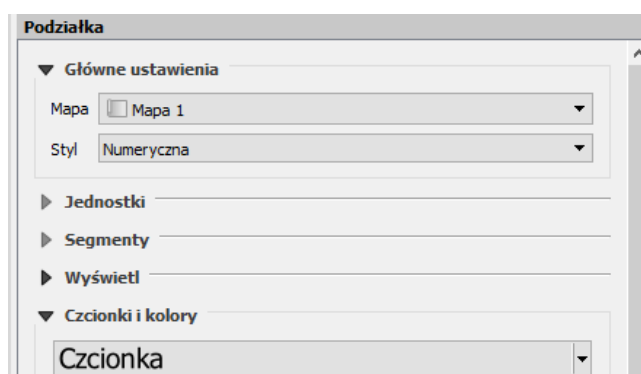 Podziałka
Główne ustawienia
Mapa Mapa 1
Styl Numeryczna
Jednostki
Segmenty
Wyświetl
Czcionki i kolory
Czcionka